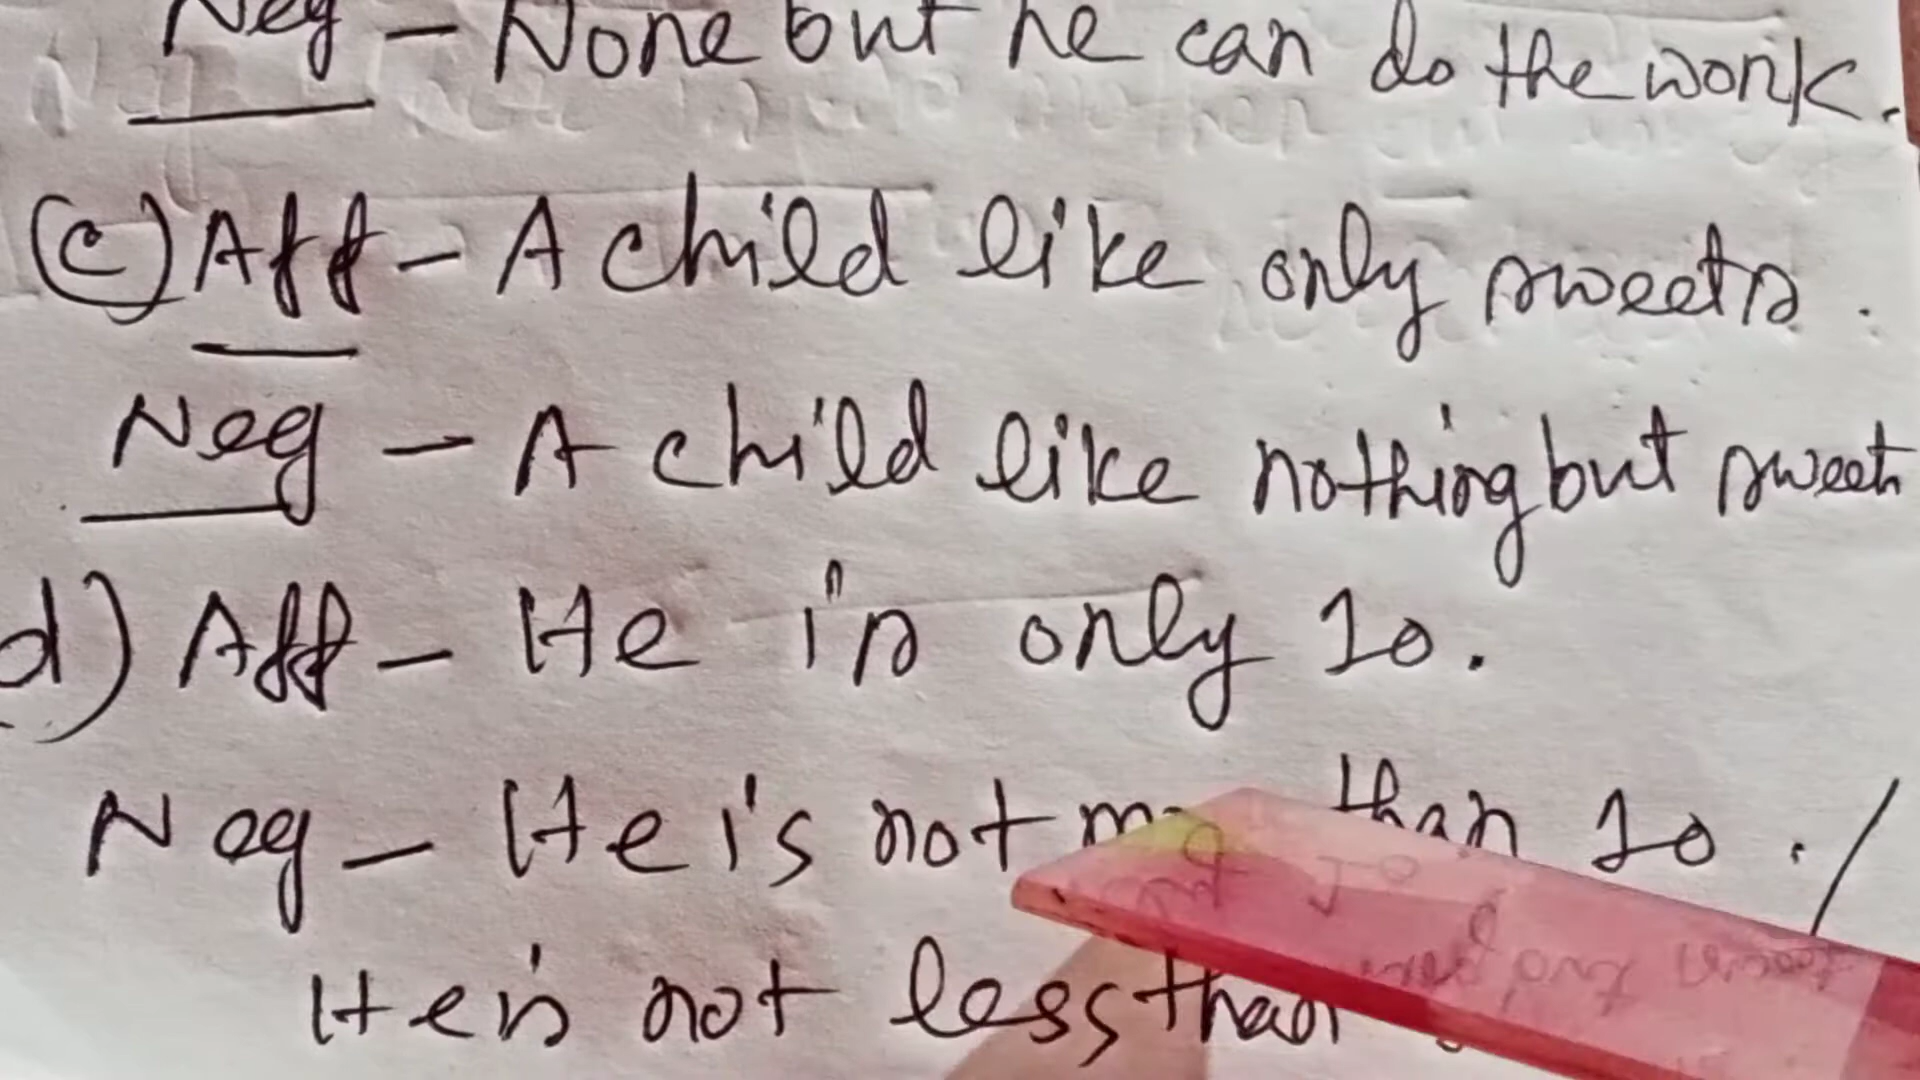 Neg - None but he can do the work.
(c) Aff - A child like only sweets.
Neg - A child like nothing but sweets
d) Aff - He is only 10.
Neg - He is not than 10. /
He is not less than